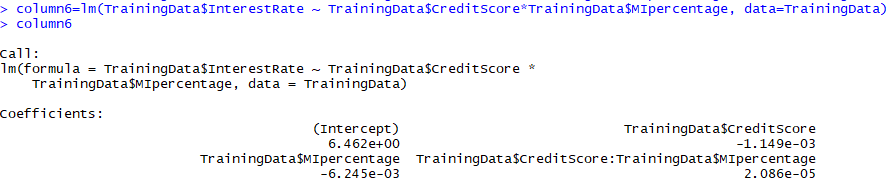 > column6=lm(TrainingData$InterestRate ~ TrainingData$CreditScore*TrainingData$MIpercentage, data=TrainingData)
> column6
Call:
lm(formula = TrainingData$InterestRate ~ TrainingData$CreditScore *
TrainingData$MIpercentage, data = TrainingData)
Coefficients:
(Intercept) TrainingData$CreditScore
6.462e+00 -1.149e-03
TrainingData$MIpercentage TrainingData$CreditScore:TrainingData$MIpercentage
-6.245e-03 2.086e-05